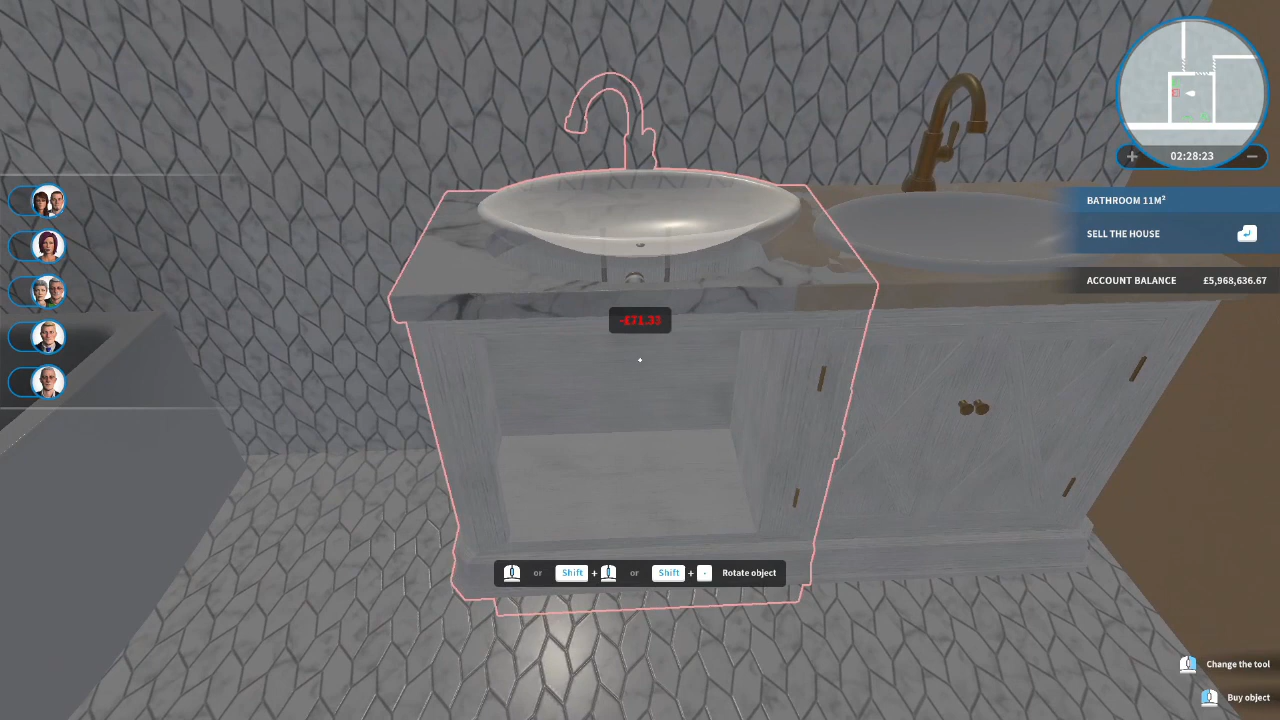 02:28:23
BATHROOM 11M²
SELL THE HOUSE
ACCOUNT BALANCE £5,968,636.67
-£71.33
or Shift + or Shift + · Rotate object
Change the tool
Buy object